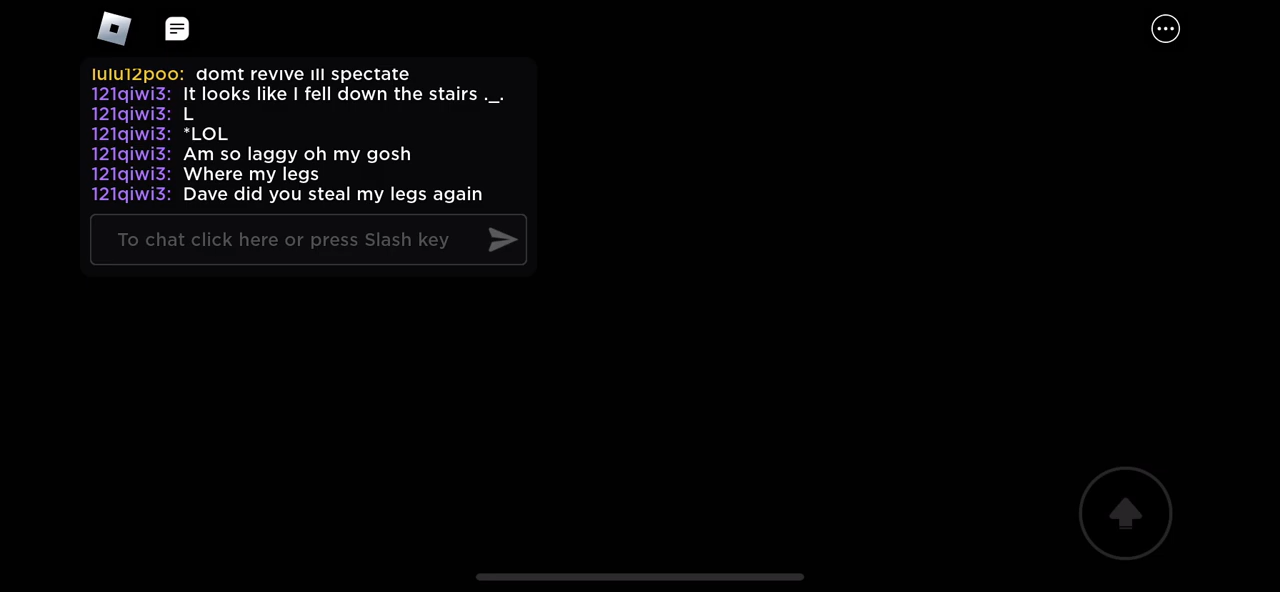 lulu12poo: domt revive ill spectate
121qiwi3: It looks like I fell down the stairs ._.
121qiwi3: L
121qiwi3: *LOL
121qiwi3: Am so laggy oh my gosh
121qiwi3: Where my legs
121qiwi3: Dave did you steal my legs again
To chat click here or press Slash key